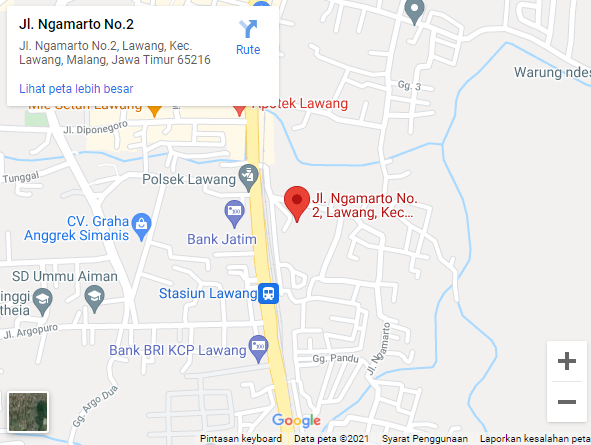 Jl. Ngamarto No.2
Jl. Ngamarto No.2, Lawang, Kec.
Lawang, Malang, Jawa Timur 65216
Rute
Lihat peta lebih besar
Gg. 3
Warung ndes
Mie Setan Lawang
Apotek Lawang
Jl. Diponegoro
Tunggal
Polsek Lawang
Jl. Ngamarto No.
2, Lawang, Kec...
CV. Graha
Anggrek Simanis
Bank Jatim
SD Ummu Aiman
inggi
theia
Stasiun Lawang
Jl. Argopuro
Bank BRI KCP Lawang
Gg. Pandu
Jl. Ngamarto
Gg. Argo Dua
Google
Pintasan keyboard
Data peta ©2021
Syarat Penggunaan
Laporkan kesalahan peta